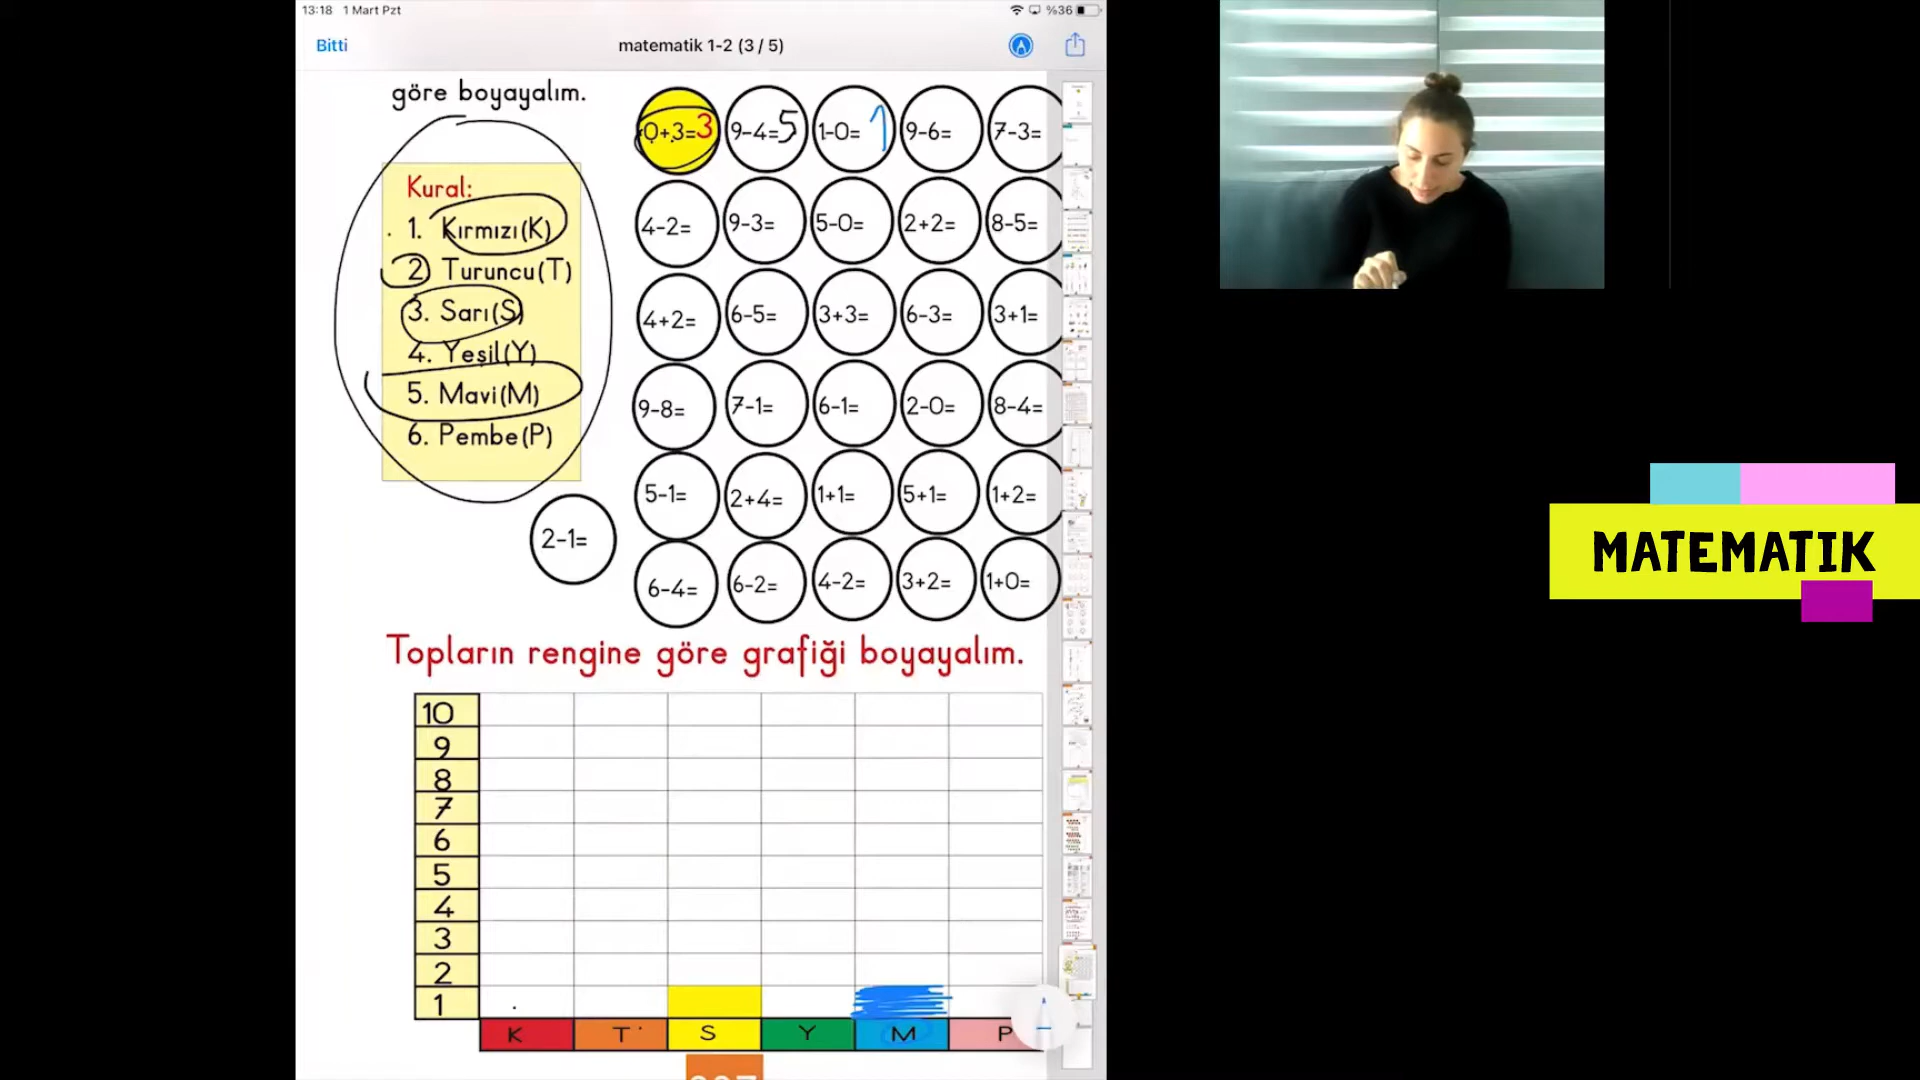 13:18 1 Mart Pzt
%36
Bitti
matematik 1-2 (3 / 5)
göre boyayalım.
Kural:
1. Kırmızı(K)
2 Turuncu(T)
3. Sarı(S)
4. Yeşil(Y)
5. Mavi(M)
6. Pembe(P)
0+3=3 9-4=5 1-0=1 9-6= 7-3=
4-2= 9-3= 5-0= 2+2= 8-5=
4+2= 6-5= 3+3= 6-3= 3+1=
9-8= 7-1= 6-1= 2-0= 8-4=
5-1= 2+4= 1+1= 5+1= 1+2=
2-1=
6-4= 6-2= 4-2= 3+2= 1+0=
Topların rengine göre grafiği boyayalım.
10
9
8
7
6
5
4
3
2
1
K T S Y M P
MATEMATIK